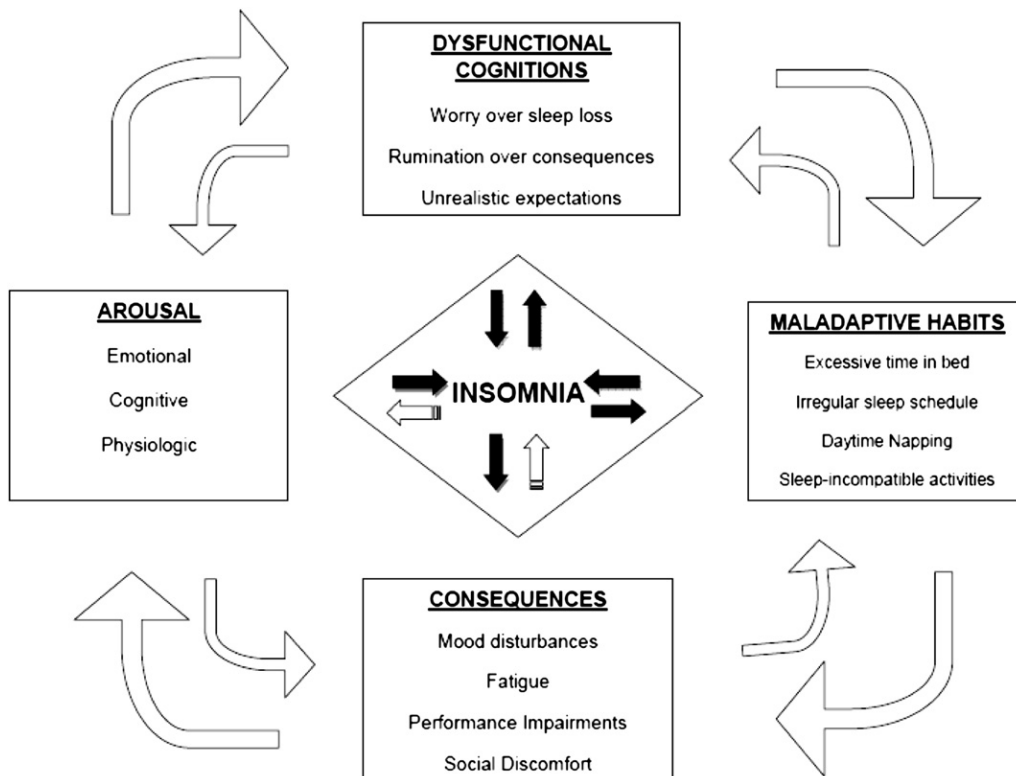 DYSFUNCTIONAL
COGNITIONS
Worry over sleep loss
Rumination over consequences
Unrealistic expectations
AROUSAL
Emotional
Cognitive
Physiologic
INSOMNIA
MALADAPTIVE HABITS
Excessive time in bed
Irregular sleep schedule
Daytime Napping
Sleep-incompatible activities
CONSEQUENCES
Mood disturbances
Fatigue
Performance Impairments
Social Discomfort